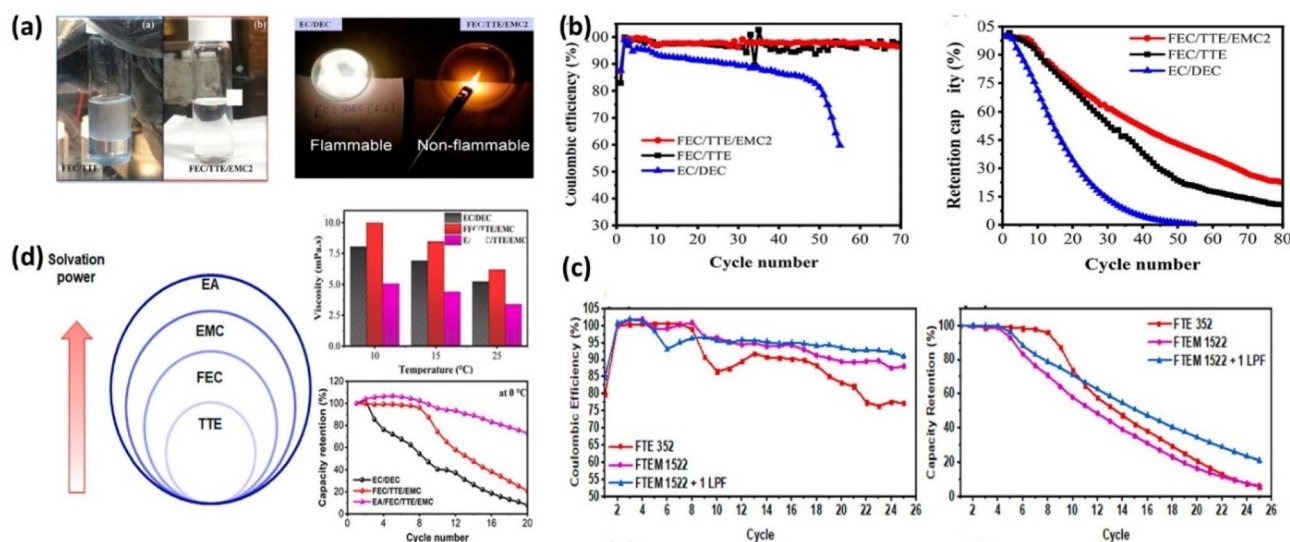 (a)
(a)
(b)
FEC/TTE
FEC/TTE/EMC2
EC/DEC
FEC/TTE/EMC2
Flammable
Non-flammable
(b)
Coulombic efficiency (%)
100
90
80
70
60
50
40
30
FEC/TTE/EMC2
FEC/TTE
EC/DEC
0 10 20 30 40 50 60 70
Cycle number
Retention cap ity (%)
05
90
75
60
45
30
15
0
FEC/TTE/EMC2
FEC/TTE
EC/DEC
0 10 20 30 40 50 60 70 80
Cycle number
(d)
Solvation
power
EA
EMC
FEC
TTE
Viscosity (mPa.s)
10.0
7.5
5.0
2.5
0.0
EC/DEC
FEC/TTE/EMC
E/ C/TTE/EMC
10 15 25
Temperature (°C)
Capacity retention (%)
120
100
80
60
40
20
0
at 0 °C
EC/DEC
FEC/TTE/EMC
EA/FEC/TTE/EMC
0 4 8 12 16 20
Cycle number
(c)
Coulombic Efficiency (%)
105
100
95
90
85
80
75
70
65
60
55
50
FTE 352
FTEM 1522
FTEM 1522 + 1 LPF
2 4 6 8 10 12 14 16 18 20 22 24 26
Cycle
Capacity Retention (%)
100
80
60
40
20
0
FTE 352
FTEM 1522
FTEM 1522 + 1 LPF
2 4 6 8 10 12 14 16 18 20 22 24 26
Cycle